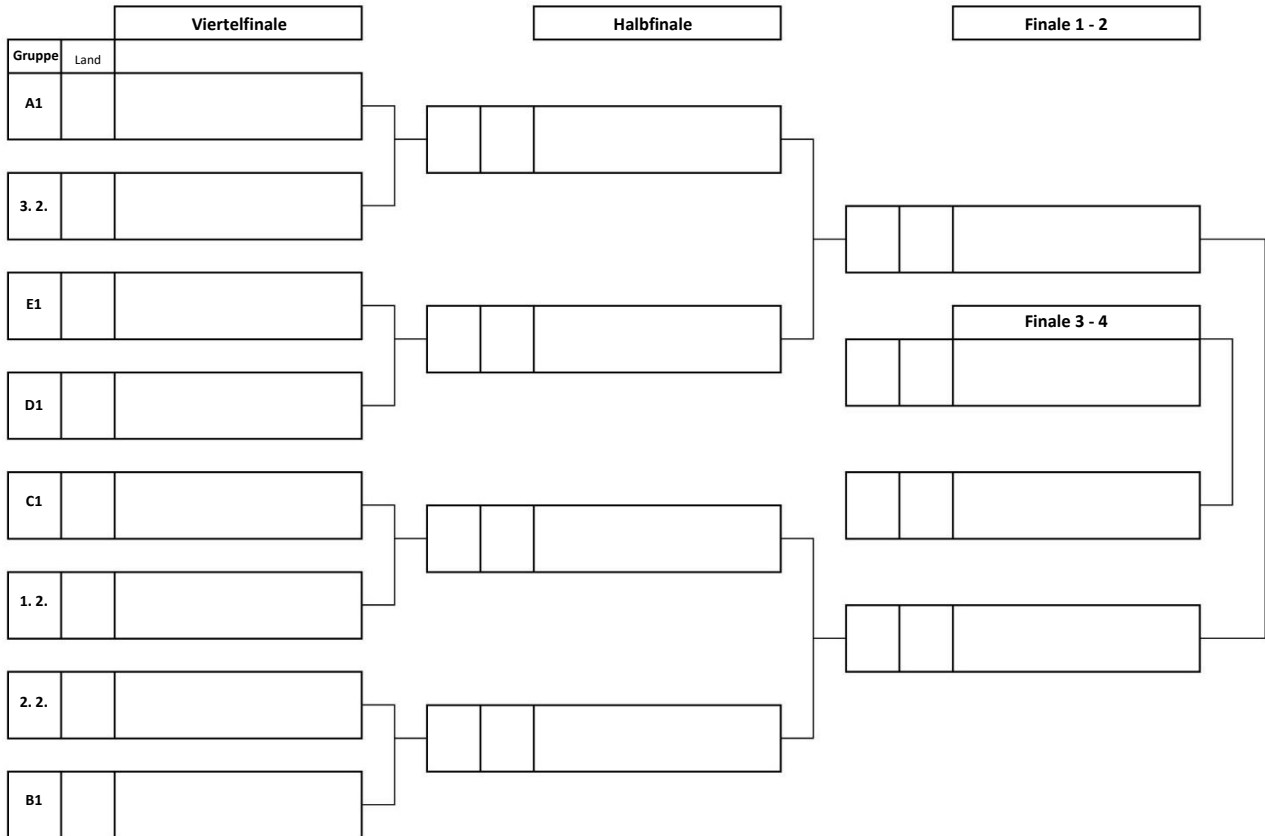 Viertelfinale
Halbfinale
Finale 1 - 2
Gruppe
Land
A1
3. 2.
E1
Finale 3 - 4
D1
C1
1. 2.
2. 2.
B1